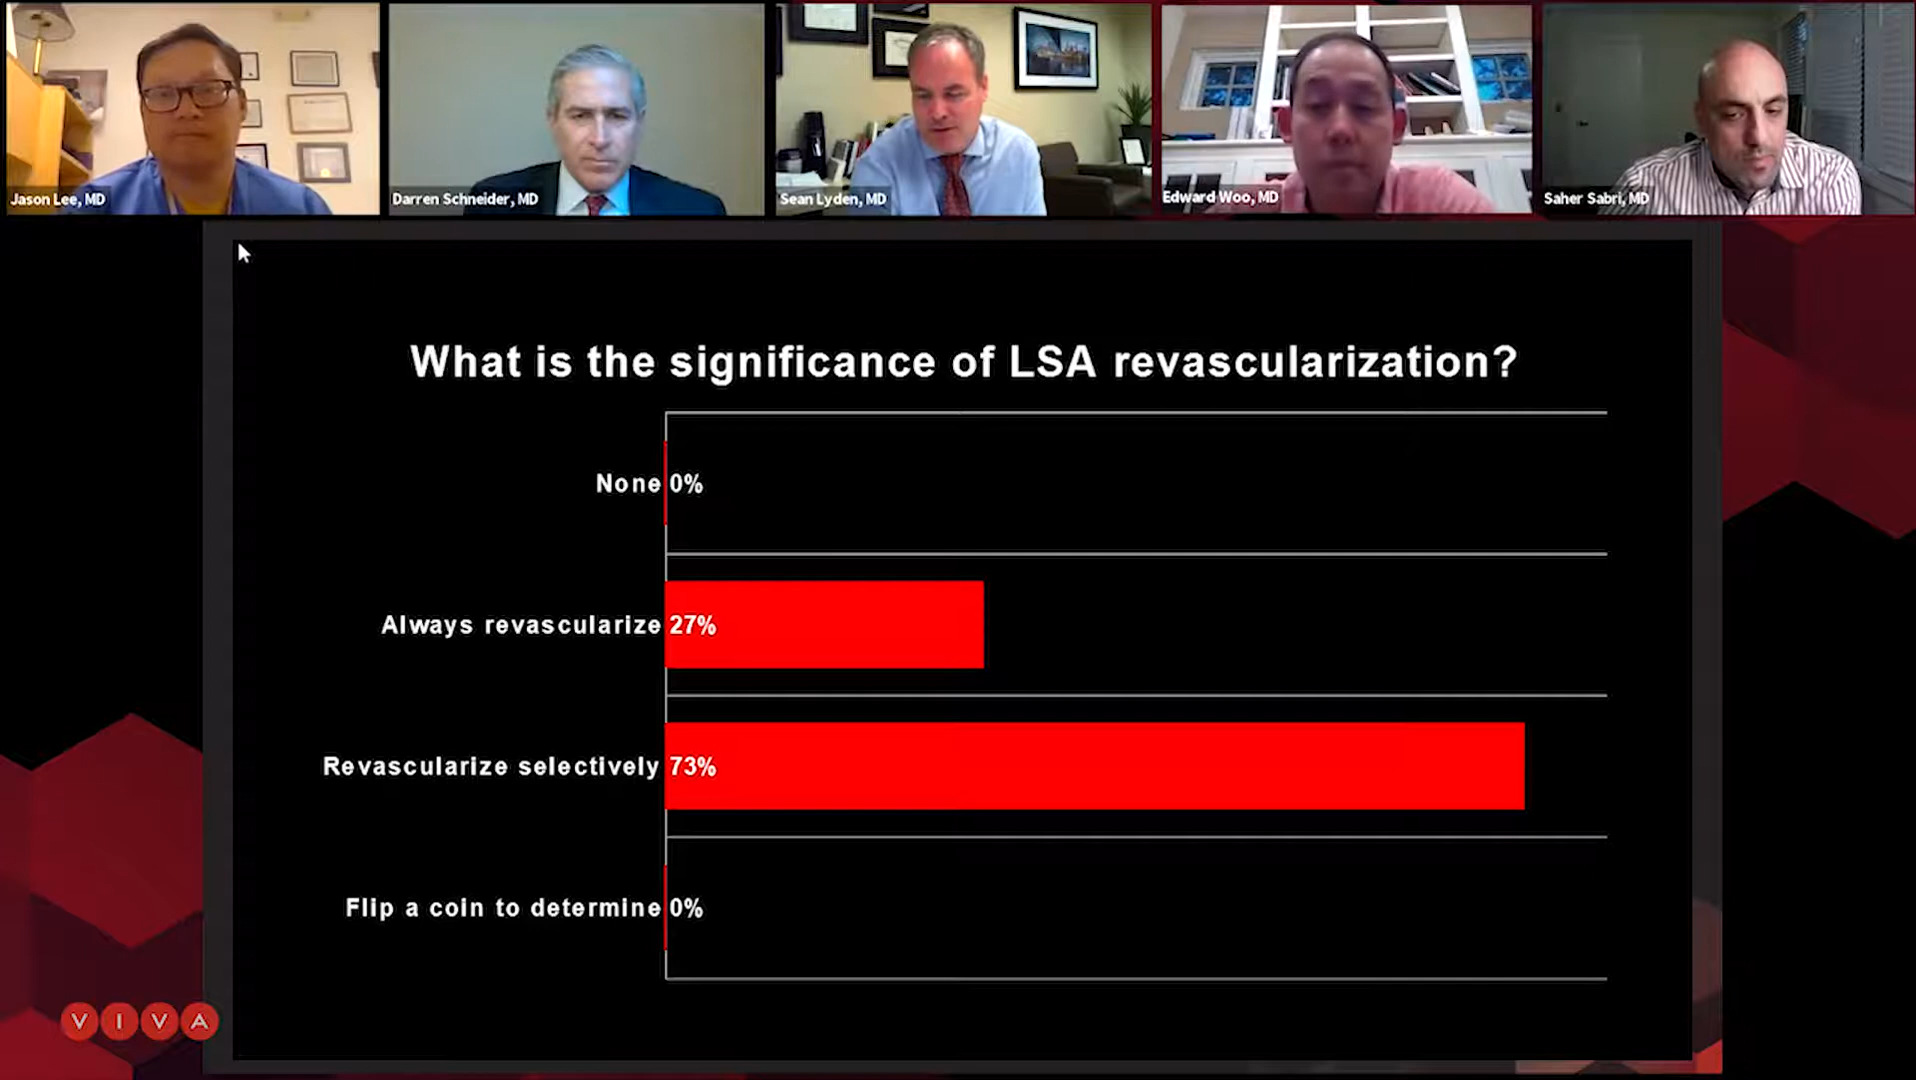 Jason Lee, MD
Darren Schneider, MD
Sean Lyden, MD
Edward Woo, MD
Saher Sabri, MD
What is the significance of LSA revascularization?
None 0%
Always revascularize 27%
Revascularize selectively 73%
Flip a coin to determine 0%
VIVA